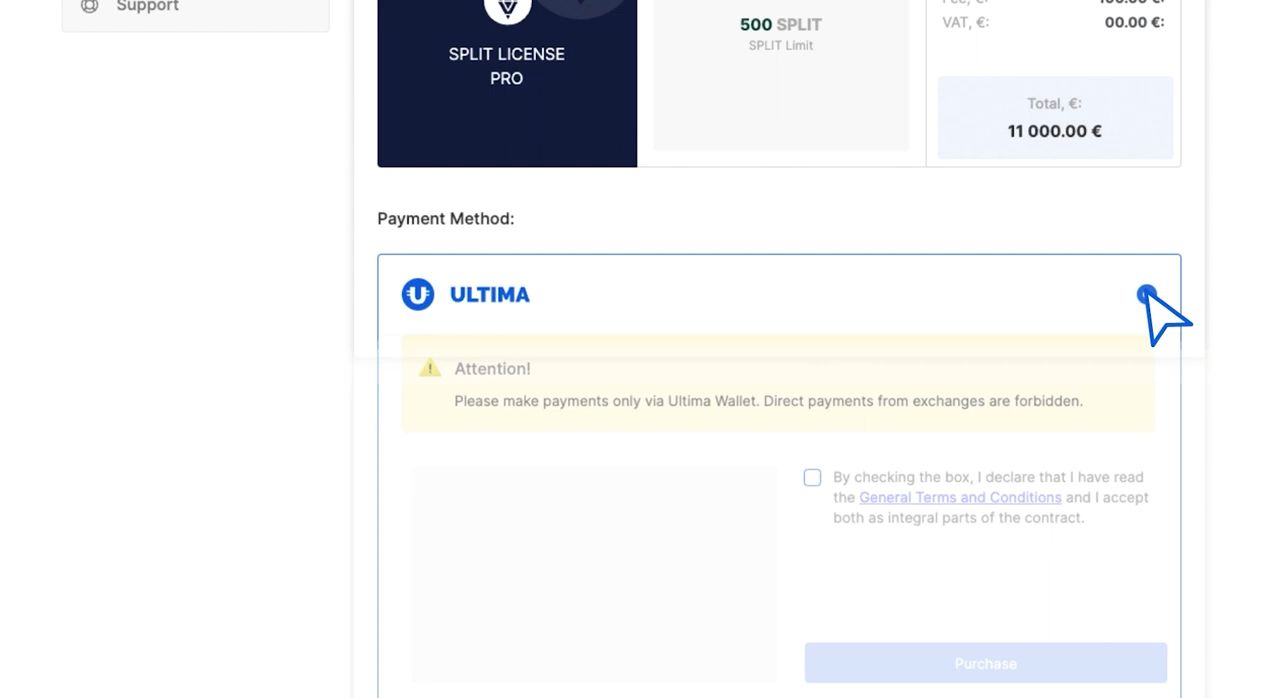 Support
SPLIT LICENSE
PRO
500 SPLIT
SPLIT Limit
VAT, €:
00.00 €:
Total, €:
11 000.00 €
Payment Method:
ULTIMA
Attention!
Please make payments only via Ultima Wallet. Direct payments from exchanges are forbidden.
By checking the box, I declare that I have read
the General Terms and Conditions and I accept
both as integral parts of the contract.
Purchase